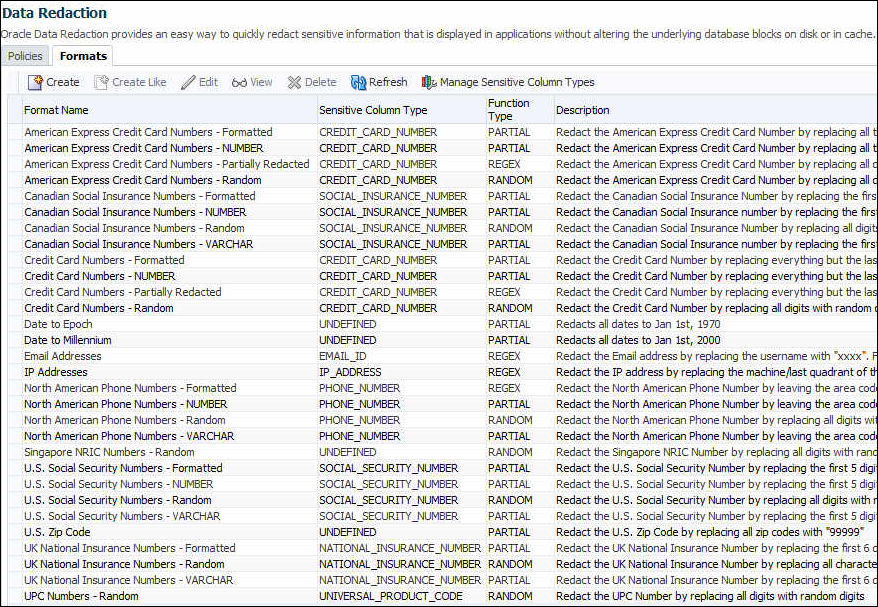 Data Redaction
Oracle Data Redaction provides an easy way to quickly redact sensitive information that is displayed in applications without altering the underlying database blocks on disk or in cache.
Policies Formats
Create Create Like Edit View Delete Refresh Manage Sensitive Column Types
Format Name Sensitive Column Type Function Type Description
American Express Credit Card Numbers - Formatted CREDIT_CARD_NUMBER PARTIAL Redact the American Express Credit Card Number by replacing all
American Express Credit Card Numbers - NUMBER CREDIT_CARD_NUMBER PARTIAL Redact the American Express Credit Card Number by replacing all
American Express Credit Card Numbers - Partially Redacted CREDIT_CARD_NUMBER REGEX Redact the American Express Credit Card Number by replacing all
American Express Credit Card Numbers - Random CREDIT_CARD_NUMBER RANDOM Redact the American Express Credit Card Number by replacing all
Canadian Social Insurance Numbers - Formatted SOCIAL_INSURANCE_NUMBER PARTIAL Redact the Canadian Social Insurance Number by replacing the firs
Canadian Social Insurance Numbers - NUMBER SOCIAL_INSURANCE_NUMBER PARTIAL Redact the Canadian Social Insurance number by replacing the firs
Canadian Social Insurance Numbers - Random SOCIAL_INSURANCE_NUMBER RANDOM Redact the Canadian Social Insurance Number by replacing all digit
Canadian Social Insurance Numbers - VARCHAR SOCIAL_INSURANCE_NUMBER PARTIAL Redact the Canadian Social Insurance Number by replacing the firs
Credit Card Numbers - Formatted CREDIT_CARD_NUMBER PARTIAL Redact the Credit Card Number by replacing everything but the las
Credit Card Numbers - NUMBER CREDIT_CARD_NUMBER PARTIAL Redact the Credit Card Number by replacing everything but the las
Credit Card Numbers - Partially Redacted CREDIT_CARD_NUMBER REGEX Redact the Credit Card Number by replacing everything but the las
Credit Card Numbers - Random CREDIT_CARD_NUMBER RANDOM Redact the Credit Card Number by replacing all digits with random
Date to Epoch UNDEFINED PARTIAL Redacts all dates to Jan 1st, 1970
Date to Millennium UNDEFINED PARTIAL Redacts all dates to Jan 1st, 2000
Email Addresses EMAIL_ID REGEX Redact the Email address by replacing the username with "xxxx".
IP Addresses IP_ADDRESS REGEX Redact the IP address by replacing the machine/last quadrant of th
North American Phone Numbers - Formatted PHONE_NUMBER REGEX Redact the North American Phone Number by leaving the area cod
North American Phone Numbers - NUMBER PHONE_NUMBER PARTIAL Redact the North American Phone Number by leaving the area cod
North American Phone Numbers - Random PHONE_NUMBER RANDOM Redact the North American Phone Number by replacing all digits wi
North American Phone Numbers - VARCHAR PHONE_NUMBER PARTIAL Redact the North American Phone Number by leaving the area cod
Singapore NRIC Numbers - Random UNDEFINED RANDOM Redact the Singapore NRIC Number by replacing all digits with rand
U.S. Social Security Numbers - Formatted SOCIAL_SECURITY_NUMBER PARTIAL Redact the U.S. Social Security Number by replacing the first 5 digit
U.S. Social Security Numbers - NUMBER SOCIAL_SECURITY_NUMBER PARTIAL Redact the U.S. Social Security Number by replacing the first 5 digit
U.S. Social Security Numbers - Random SOCIAL_SECURITY_NUMBER RANDOM Redact the U.S. Social Security Number by replacing all digits with
U.S. Social Security Numbers - VARCHAR SOCIAL_SECURITY_NUMBER PARTIAL Redact the U.S. Social Security Number by replacing the first 5 digit
U.S. Zip Code UNDEFINED PARTIAL Redact the U.S. Zip Code by replacing all zip codes with "99999"
UK National Insurance Numbers - Formatted NATIONAL_INSURANCE_NUMBER PARTIAL Redact the UK National Insurance Number by replacing the first 6 d
UK National Insurance Numbers - Random NATIONAL_INSURANCE_NUMBER RANDOM Redact the UK National Insurance Number by replacing all characte
UK National Insurance Numbers - VARCHAR NATIONAL_INSURANCE_NUMBER PARTIAL Redact the UK National Insurance Number by replacing the first 6 d
UPC Numbers - Random UNIVERSAL_PRODUCT_CODE RANDOM Redact the UPC Number by replacing all digits with random digits